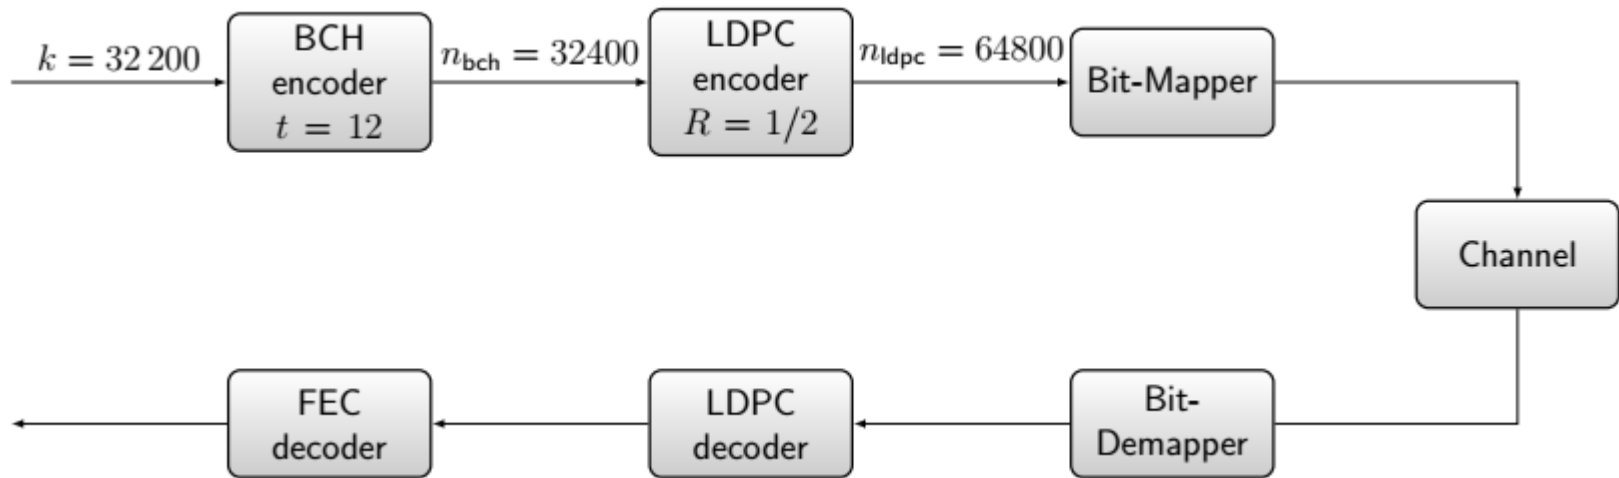 k = 32 200
BCH
encoder
t = 12
n_bch = 32400
LDPC
encoder
R = 1/2
n_ldpc = 64800
Bit-Mapper
Channel
FEC
decoder
LDPC
decoder
Bit-
Demapper